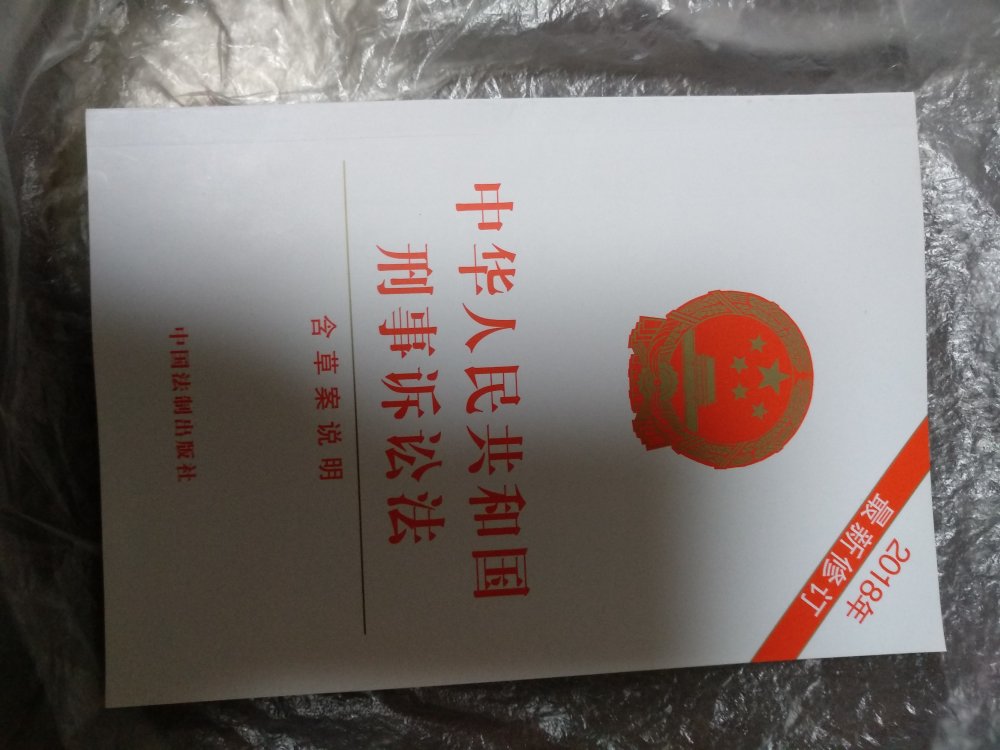 2018年
最新修订
中华人民共和国
刑事诉讼法
含草案说明
中国法制出版社